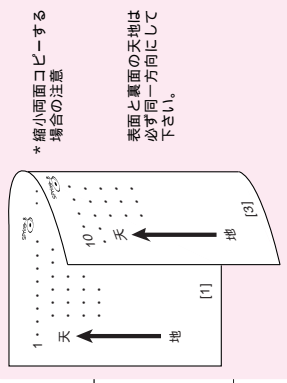 *縮小両面コピーする
場合の注意
表面と裏面の天地は
必ず同一方向にして
下さい。
1
天
地
[1]
10
天
地
[3]